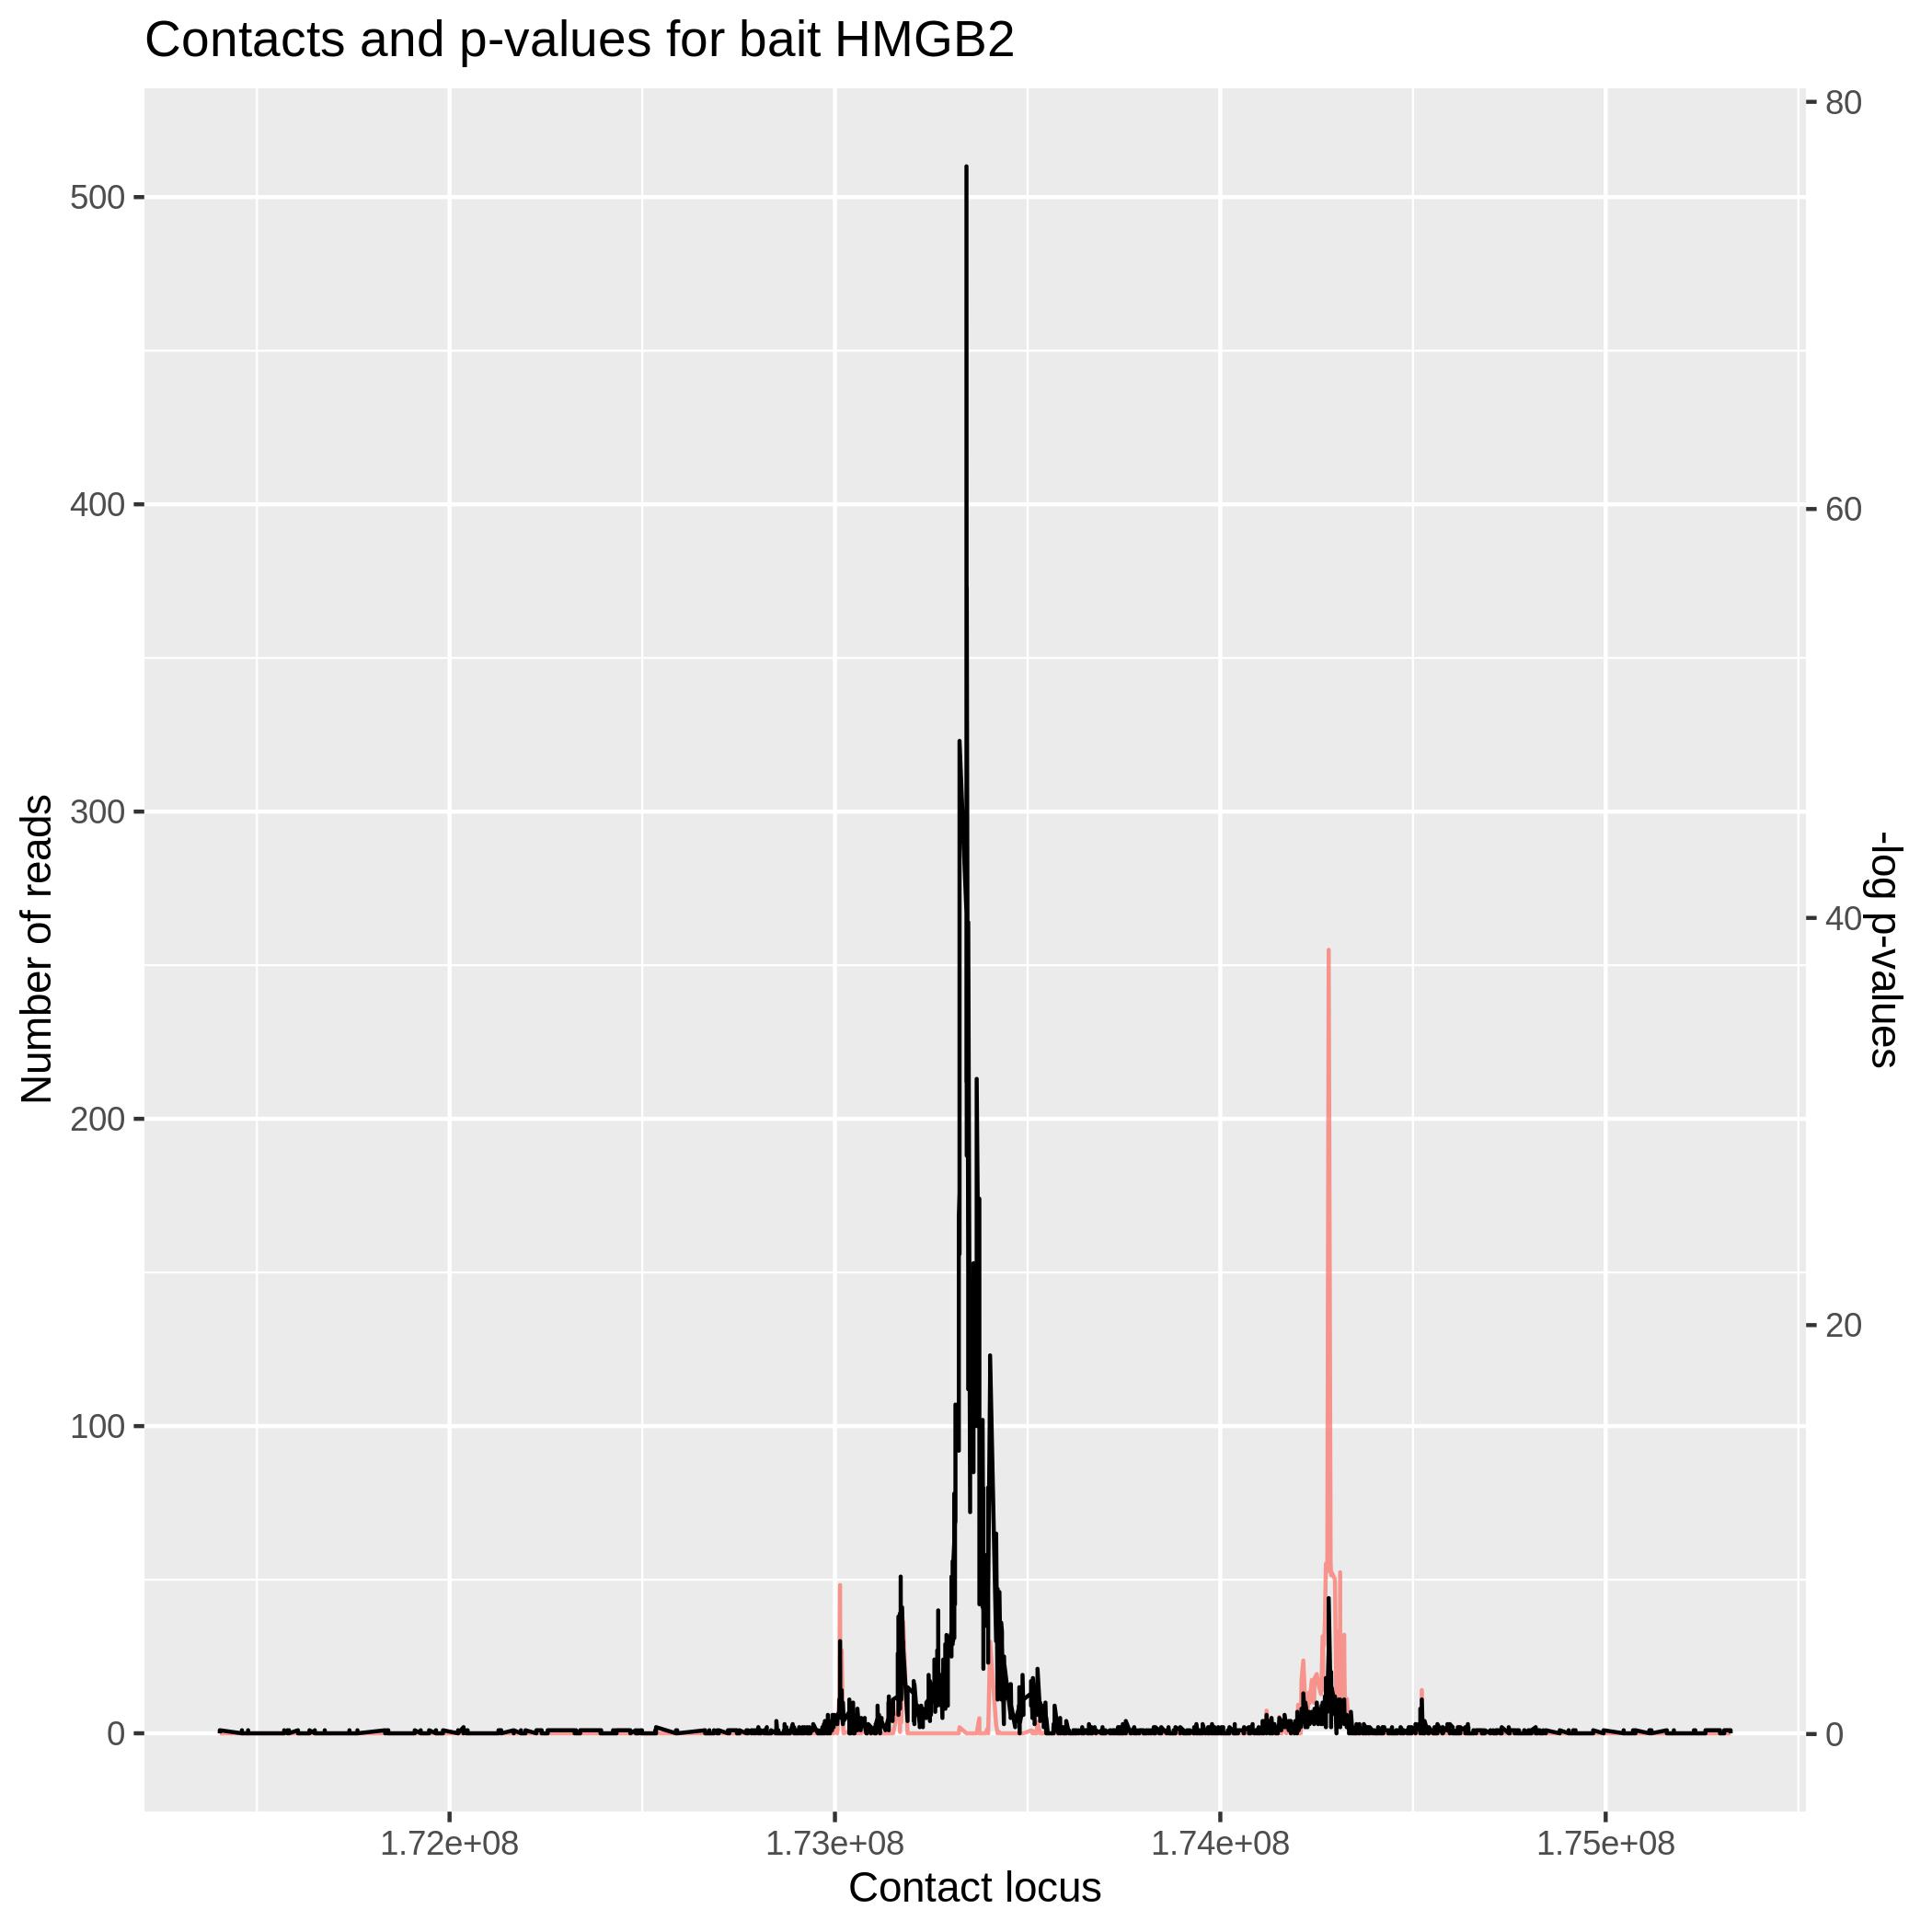 Contacts and p-values for bait HMGB2
500
400
300
200
100
0
80
60
40
20
0
Number of reads
-log p-values
1.72e+08
1.73e+08
1.74e+08
1.75e+08
Contact locus